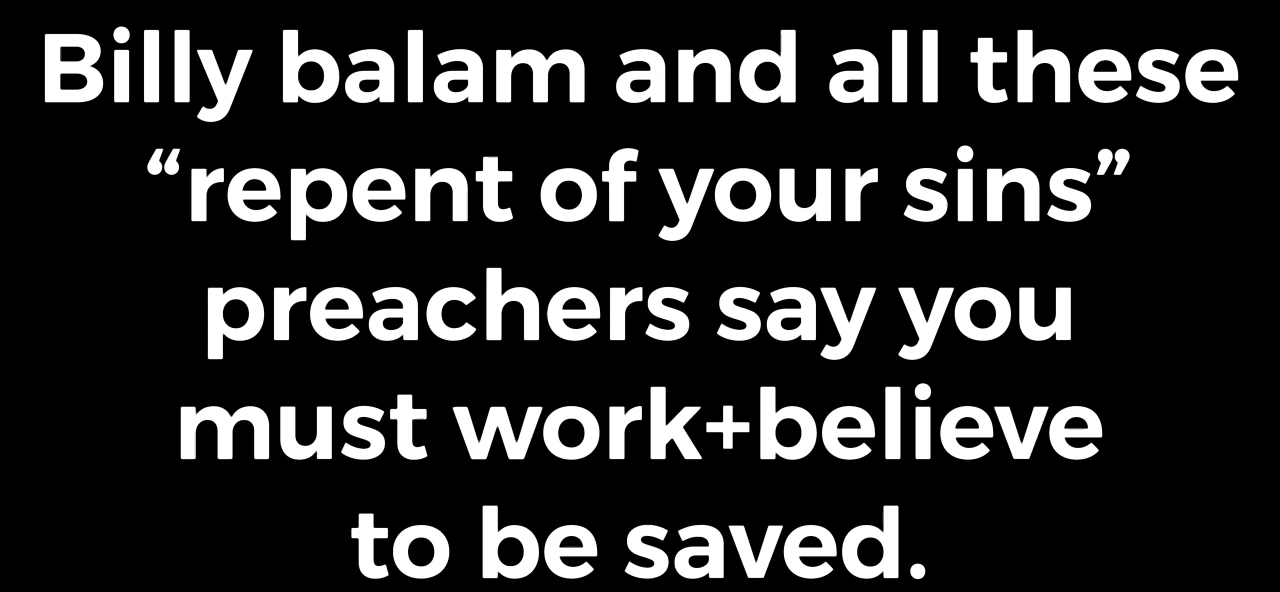 Billy balam and all these
“repent of your sins”
preachers say you
must work+believe
to be saved.